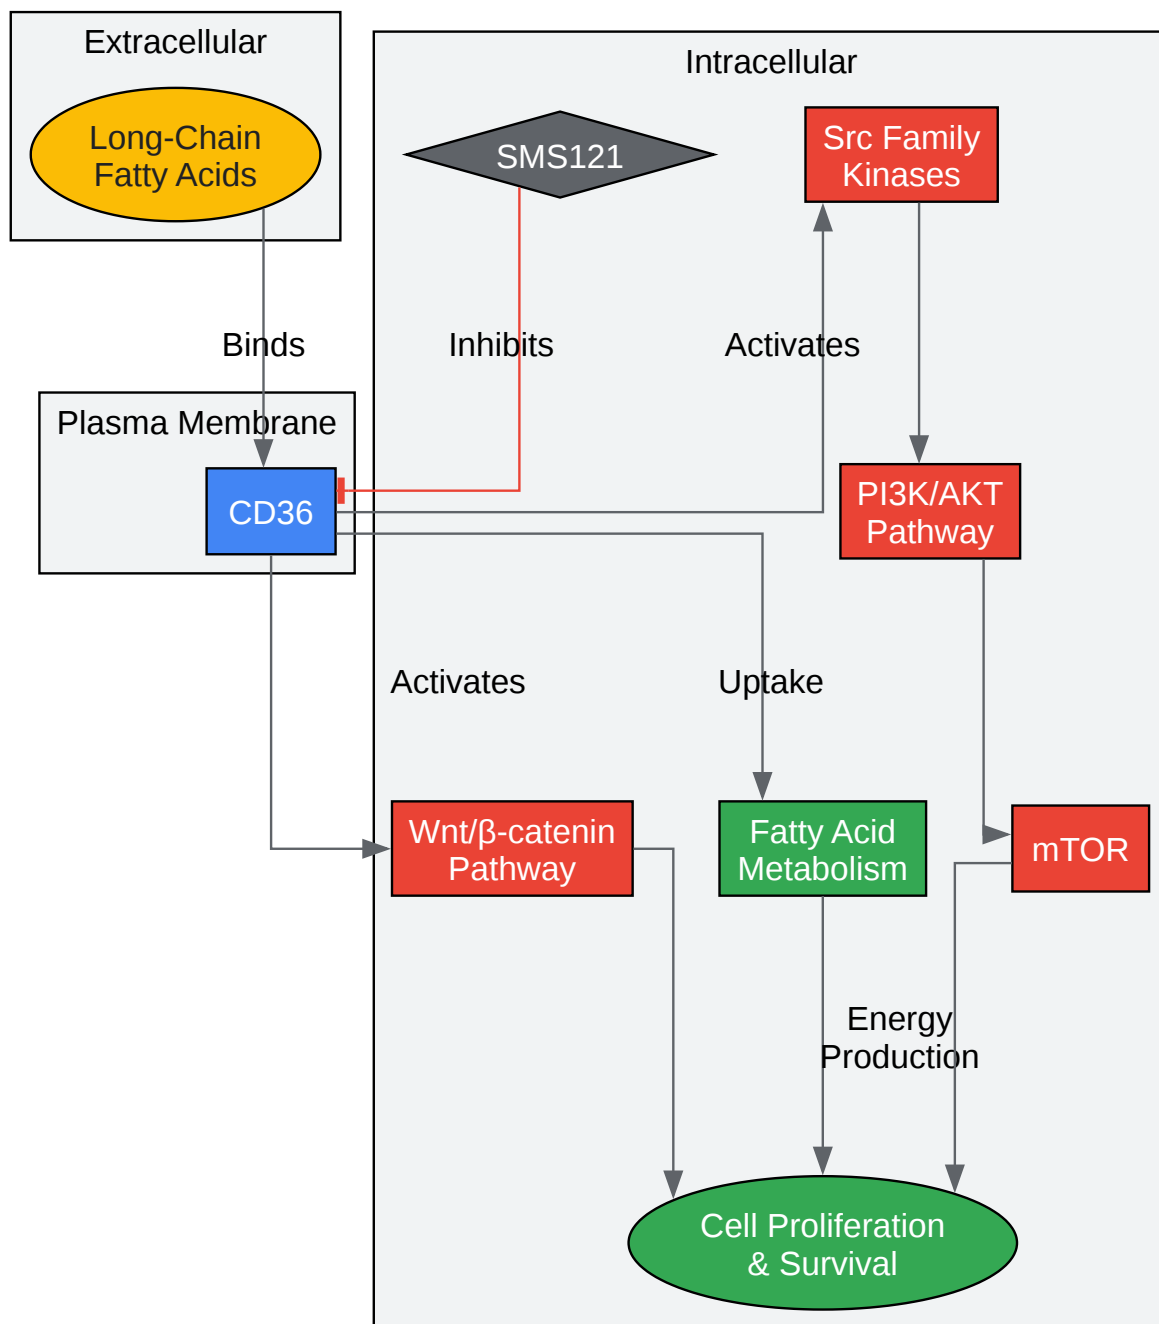 Extracellular
Intracellular
Long-Chain
Fatty Acids
SMS121
Src Family
Kinases
Binds
Inhibits
Activates
Plasma Membrane
CD36
PI3K/AKT
Pathway
Activates
Uptake
Wnt/β-catenin
Pathway
Fatty Acid
Metabolism
mTOR
Energy
Production
Cell Proliferation
& Survival